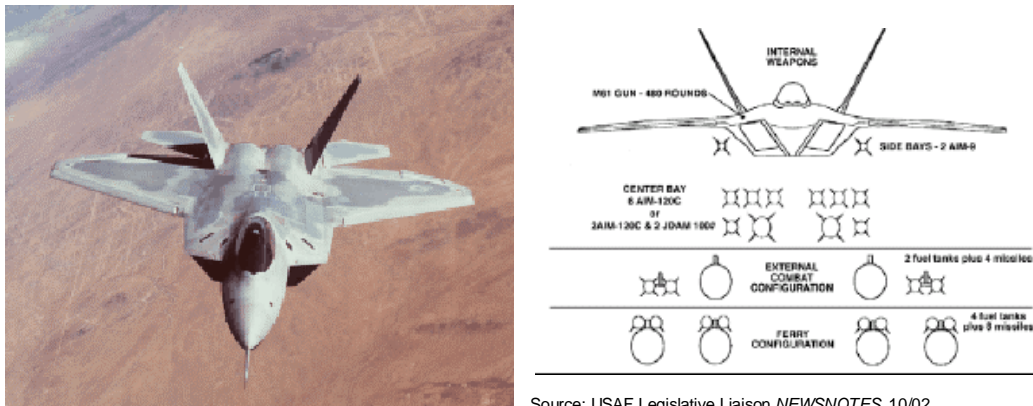 INTERNAL
WEAPONS
M61 GUN - 480 ROUNDS
SIDE BAYS - 2 AIM-9
CENTER BAY
6 AIM-120C
or
2AIM-120C & 2 JDAM 1000#
EXTERNAL
COMBAT
CONFIGURATION
2 fuel tanks plus 4 missiles
FERRY
CONFIGURATION
4 fuel tanks
plus 8 missiles
Source: USAF Legislative Liaison NEWSNOTES, 10/02